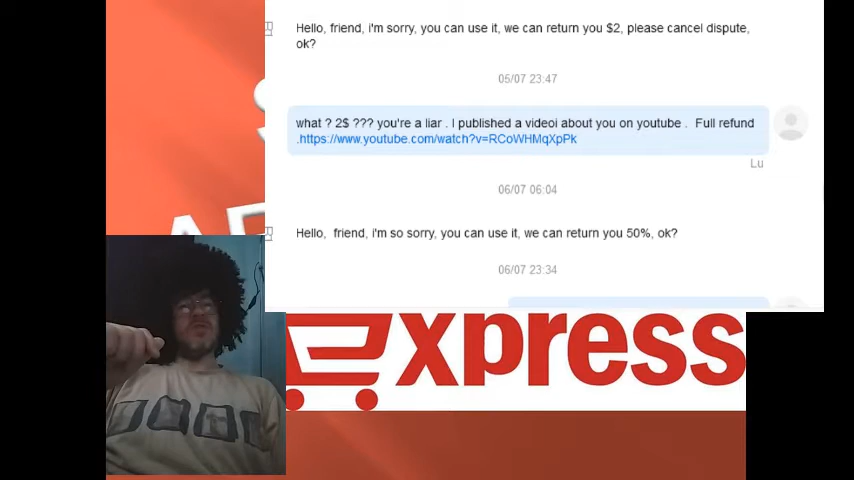 Hello, friend, i'm sorry, you can use it, we can return you $2, please cancel dispute,
ok?
05/07 23:47
what ? 2$ ??? you're a liar . I published a videoi about you on youtube .  Full refund
.https://www.youtube.com/watch?v=RCoWHMqXpPk
Lu
06/07 06:04
Hello,  friend, i'm so sorry, you can use it, we can return you 50%, ok?
06/07 23:34
xpress